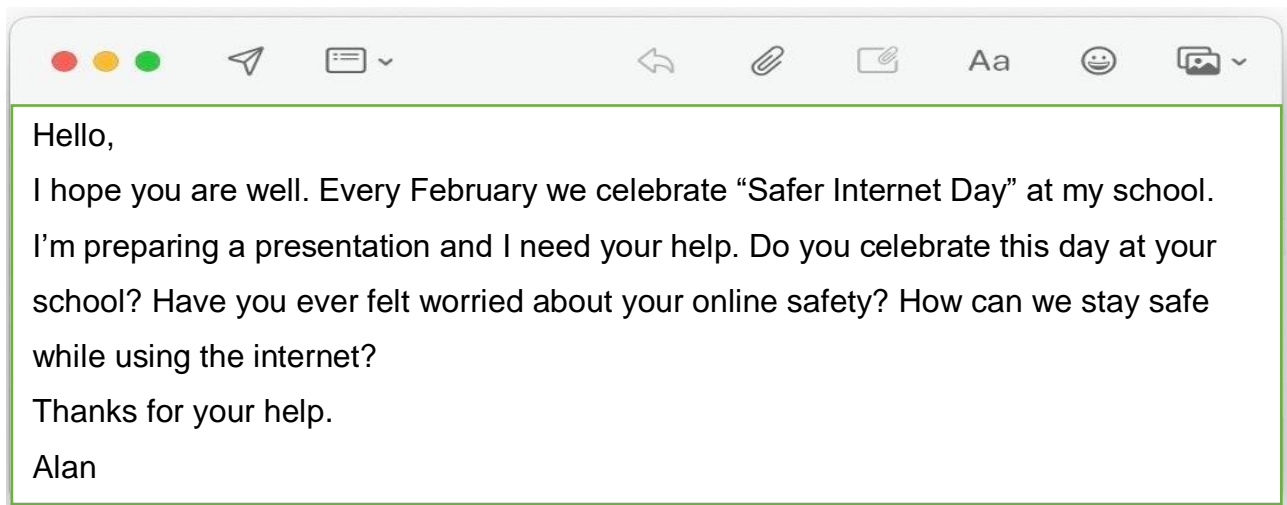 Aa
Hello,
I hope you are well. Every February we celebrate “Safer Internet Day” at my school.
I’m preparing a presentation and I need your help. Do you celebrate this day at your
school? Have you ever felt worried about your online safety? How can we stay safe
while using the internet?
Thanks for your help.
Alan